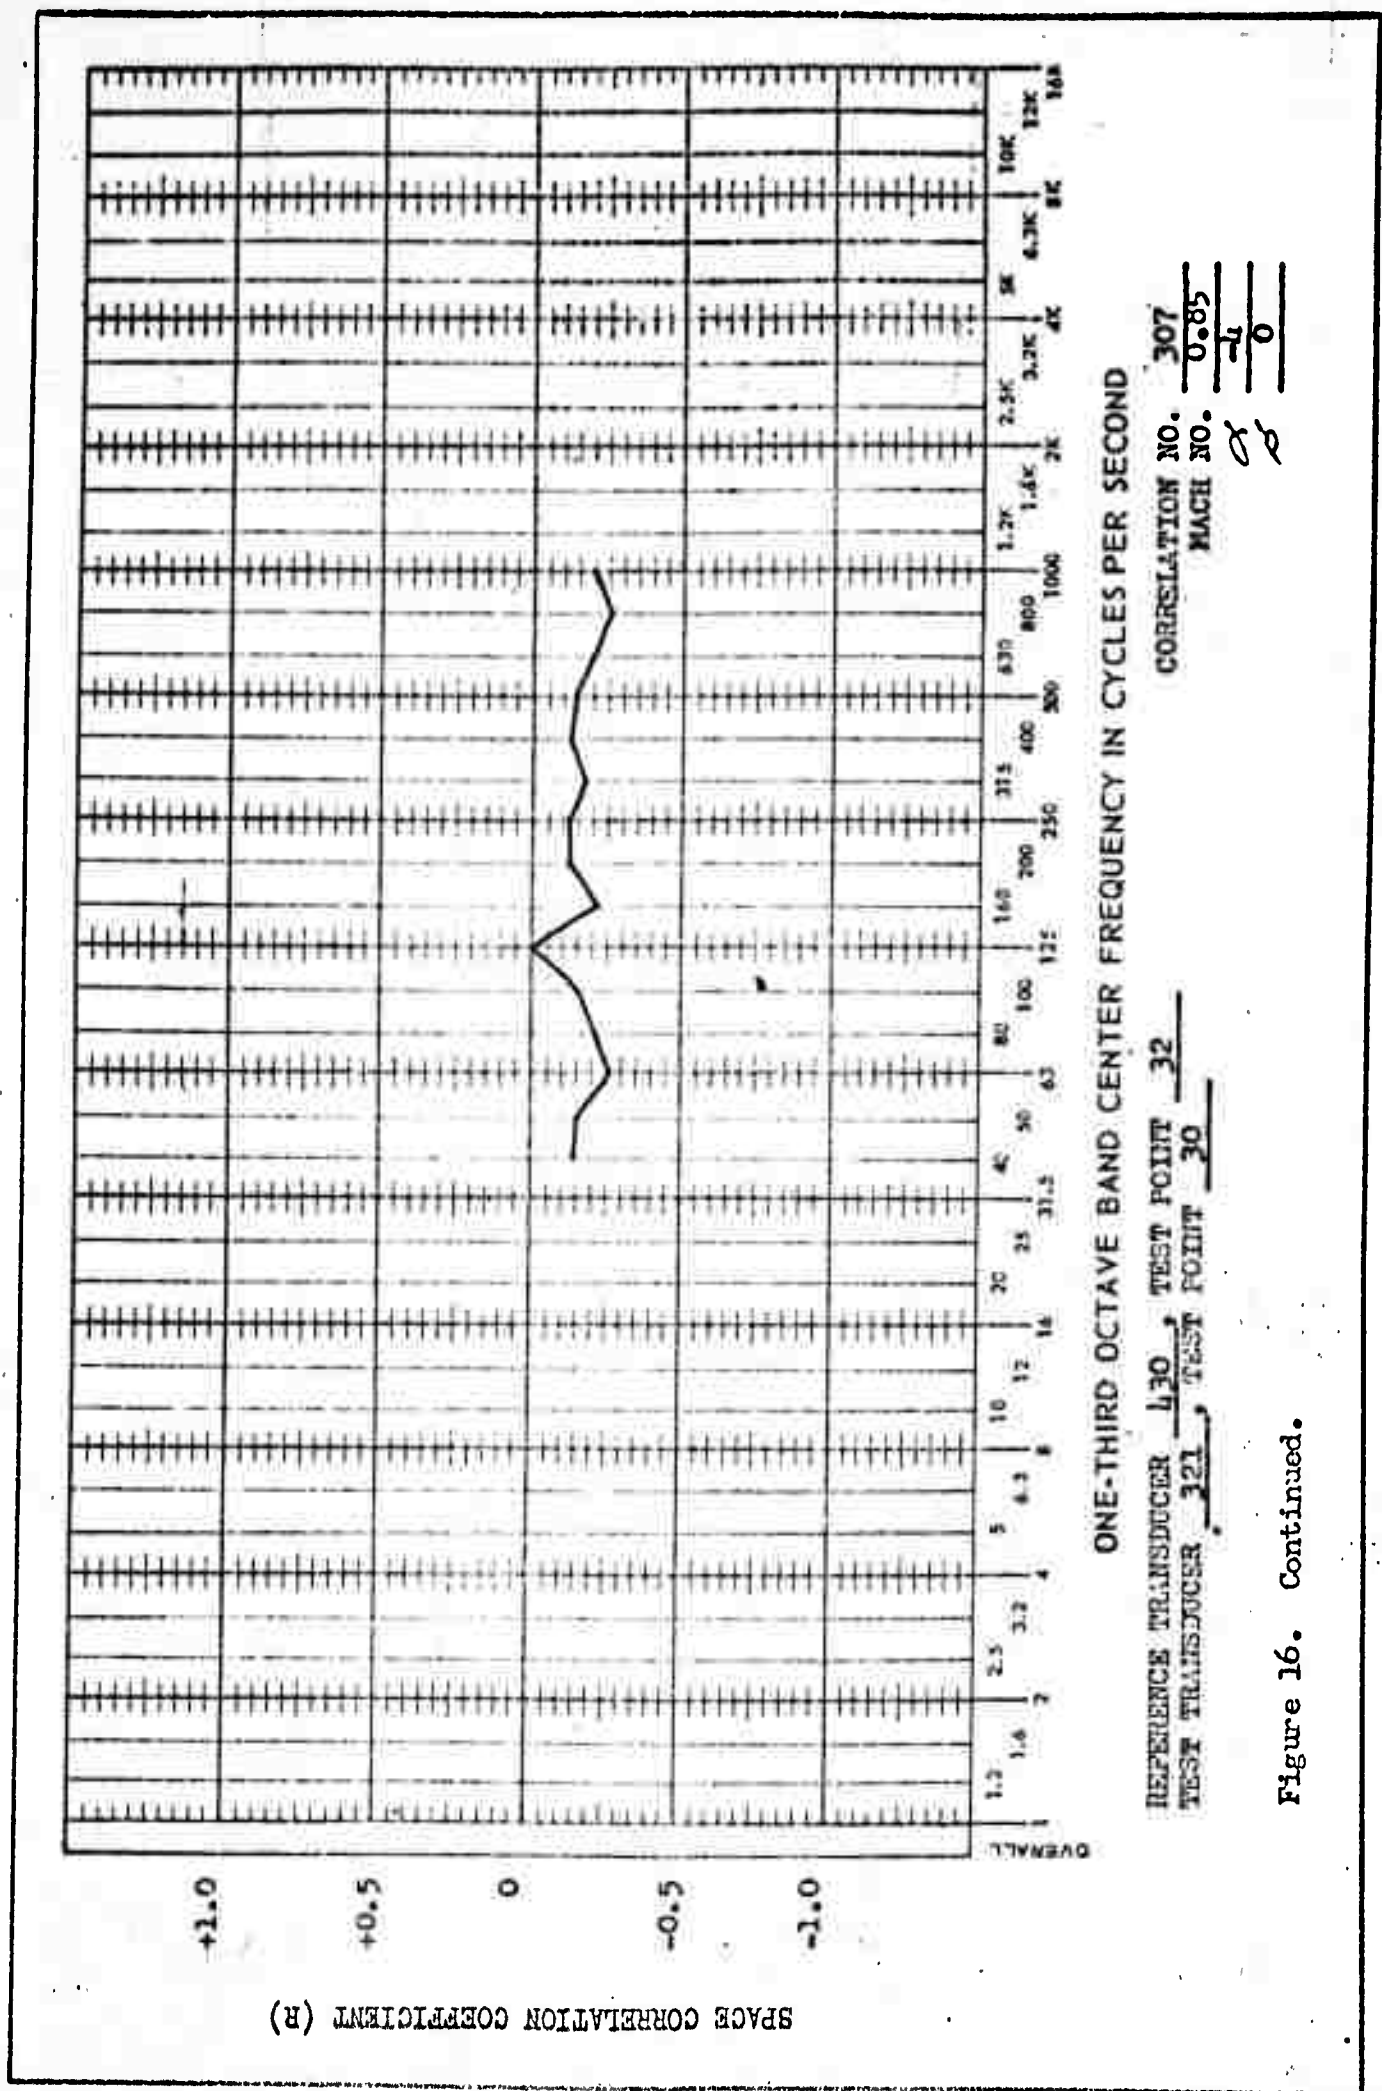 SPACE CORRELATION COEFFICIENT (R)
+1.0
+0.5
0
-0.5
-1.0
OVERALL
1 1.2 1.6 2 2.5 3.2 4 5 6.3 8 10 12 16 20 25 31.5 40 50 63 80 100 125 160 200 250 315 400 500 630 800 1000 1.2K 1.6K 2K 2.5K 3.2K 4K 5K 6.3K 8K 10K 12K 16K
ONE-THIRD OCTAVE BAND CENTER FREQUENCY IN CYCLES PER SECOND
REFERENCE TRANSDUCER 430, TEST POINT 32
TEST TRANSDUCER 321, TEST POINT 30
CORRELATION NO. 307
MACH NO. 0.85
α -4
ø 0
Figure 16. Continued.